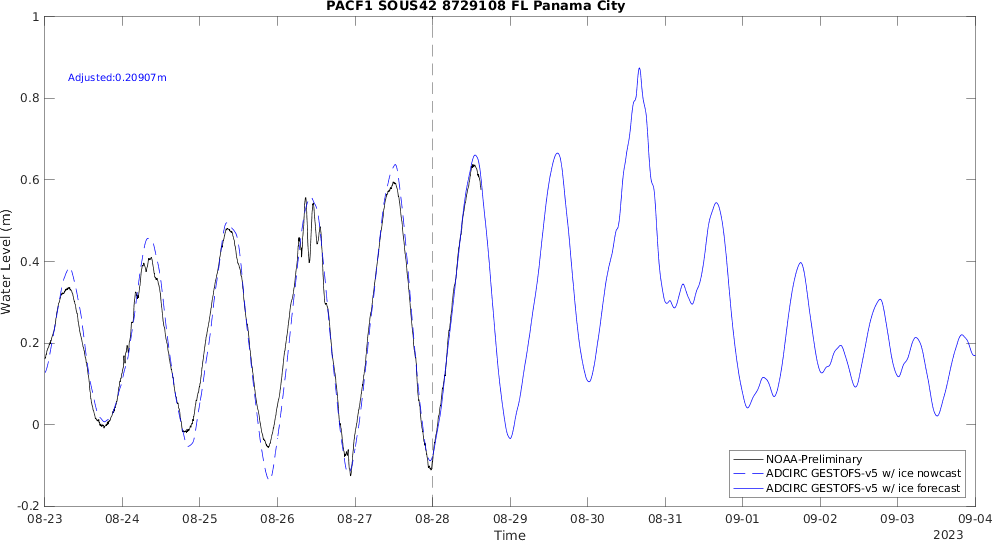 PACF1 SOUS42 8729108 FL Panama City
Adjusted:0.20907m
Water Level (m)
1
0.8
0.6
0.4
0.2
0
-0.2
NOAA-Preliminary
ADCIRC GESTOFS-v5 w/ ice nowcast
ADCIRC GESTOFS-v5 w/ ice forecast
08-23 08-24 08-25 08-26 08-27 08-28 08-29 08-30 08-31 09-01 09-02 09-03 09-04
Time
2023